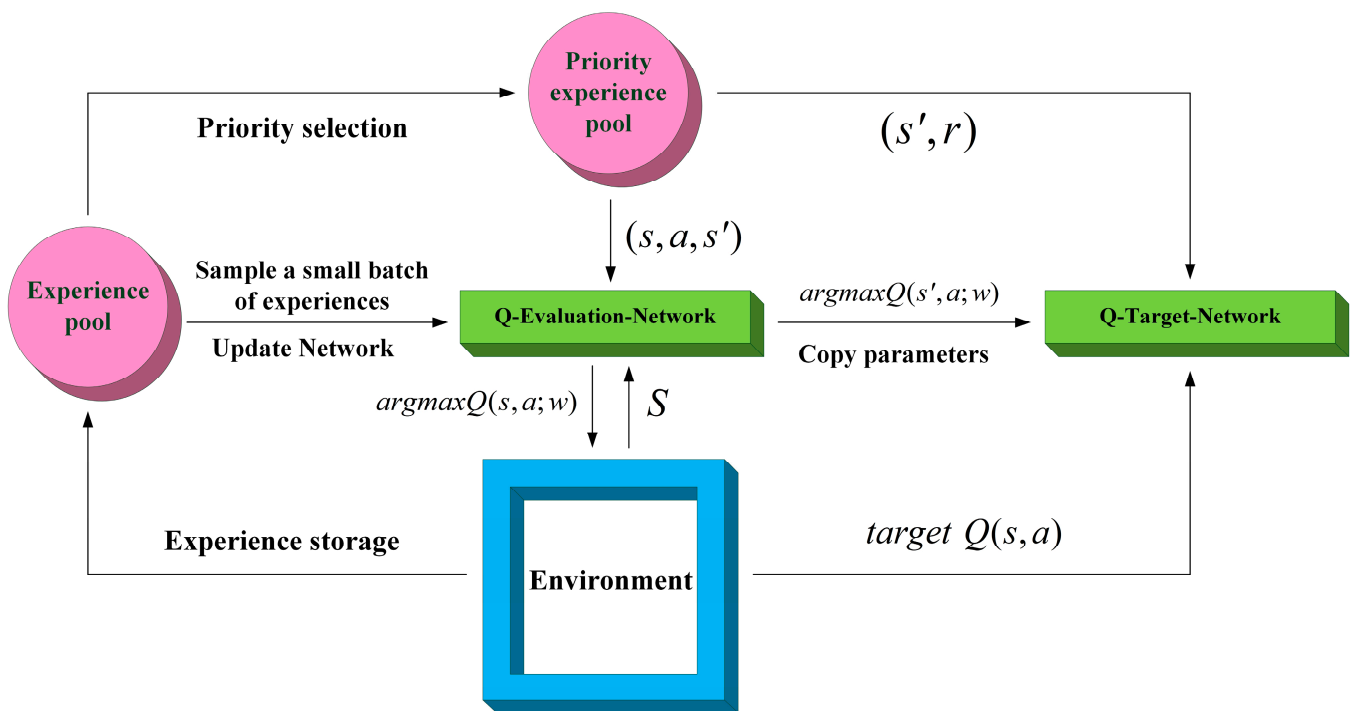 Priority
experience
pool
Priority selection
(s′, r)
(s, a, s′)
Experience
pool
Sample a small batch
of experiences
Update Network
Q-Evaluation-Network
argmaxQ(s′, a; w)
Copy parameters
Q-Target-Network
argmaxQ(s, a; w)
S
Experience storage
Environment
target Q(s, a)